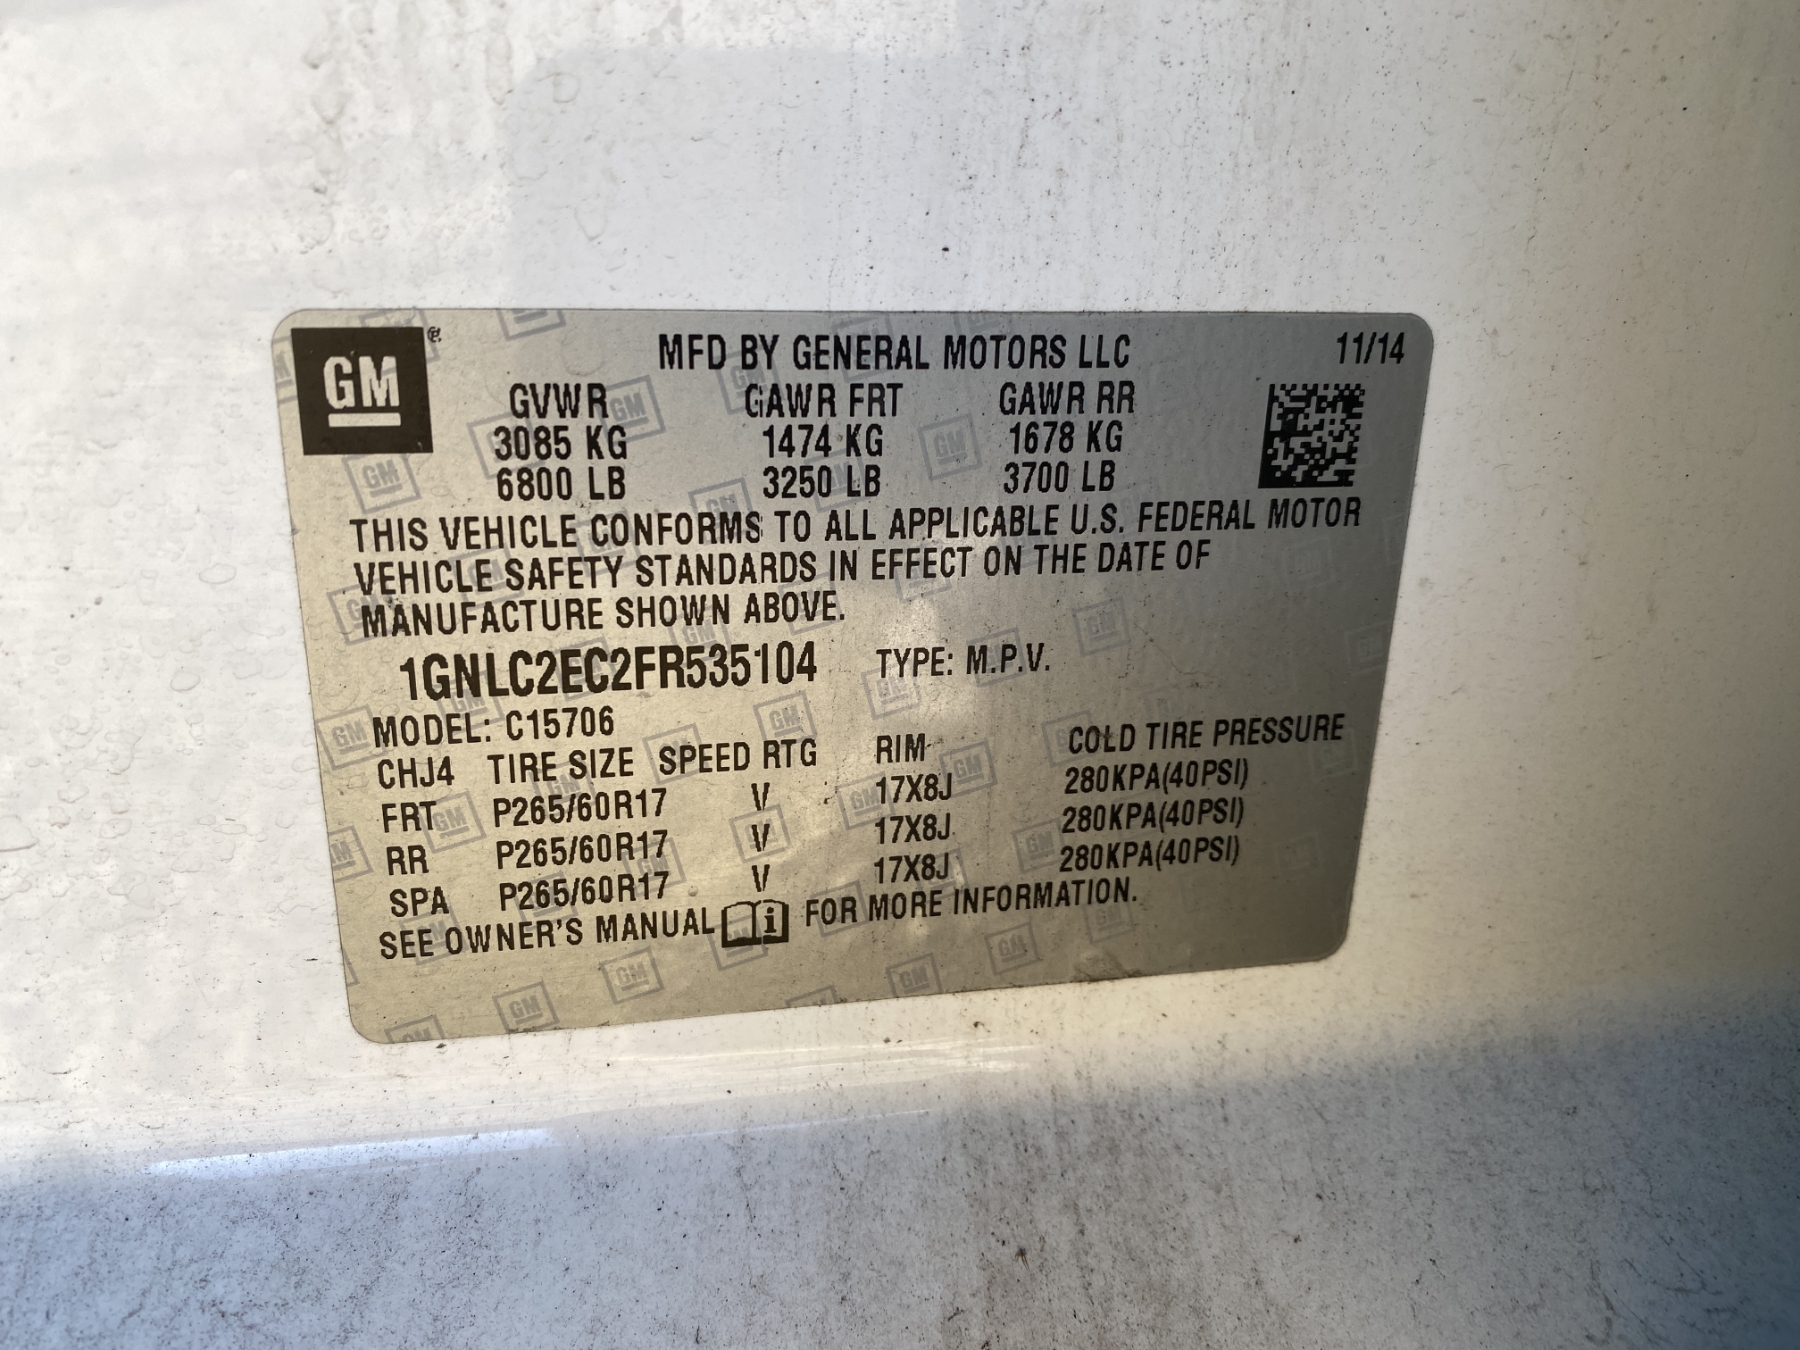 GM ® MFD BY GENERAL MOTORS LLC 11/14
GVWR GAWR FRT GAWR RR
3085 KG 1474 KG 1678 KG
6800 LB 3250 LB 3700 LB
THIS VEHICLE CONFORMS TO ALL APPLICABLE U.S. FEDERAL MOTOR
VEHICLE SAFETY STANDARDS IN EFFECT ON THE DATE OF
MANUFACTURE SHOWN ABOVE.
1GNLC2EC2FR535104 TYPE: M.P.V.
MODEL: C15706
CHJ4 TIRE SIZE SPEED RTG RIM COLD TIRE PRESSURE
FRT P265/60R17 V 17X8J 280KPA(40PSI)
RR P265/60R17 V 17X8J 280KPA(40PSI)
SPA P265/60R17 V 17X8J 280KPA(40PSI)
SEE OWNER'S MANUAL i FOR MORE INFORMATION.